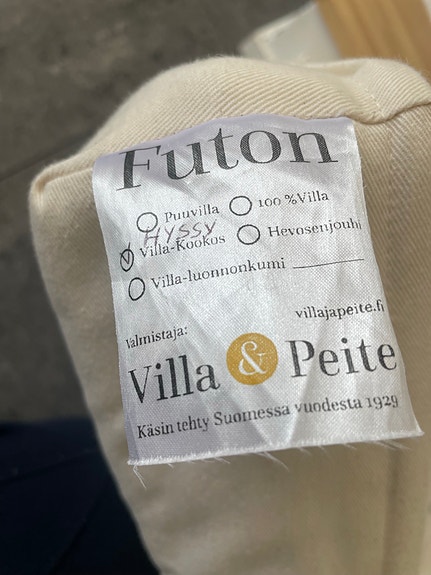 Futon
Puuvilla 100 %Villa
HYSSY
Villa-Kookos Hevosenjouhi
Villa-luonnonkumi
villajapeite.fi
Valmistaja:
Villa & Peite
Käsin tehty Suomessa vuodesta 1929